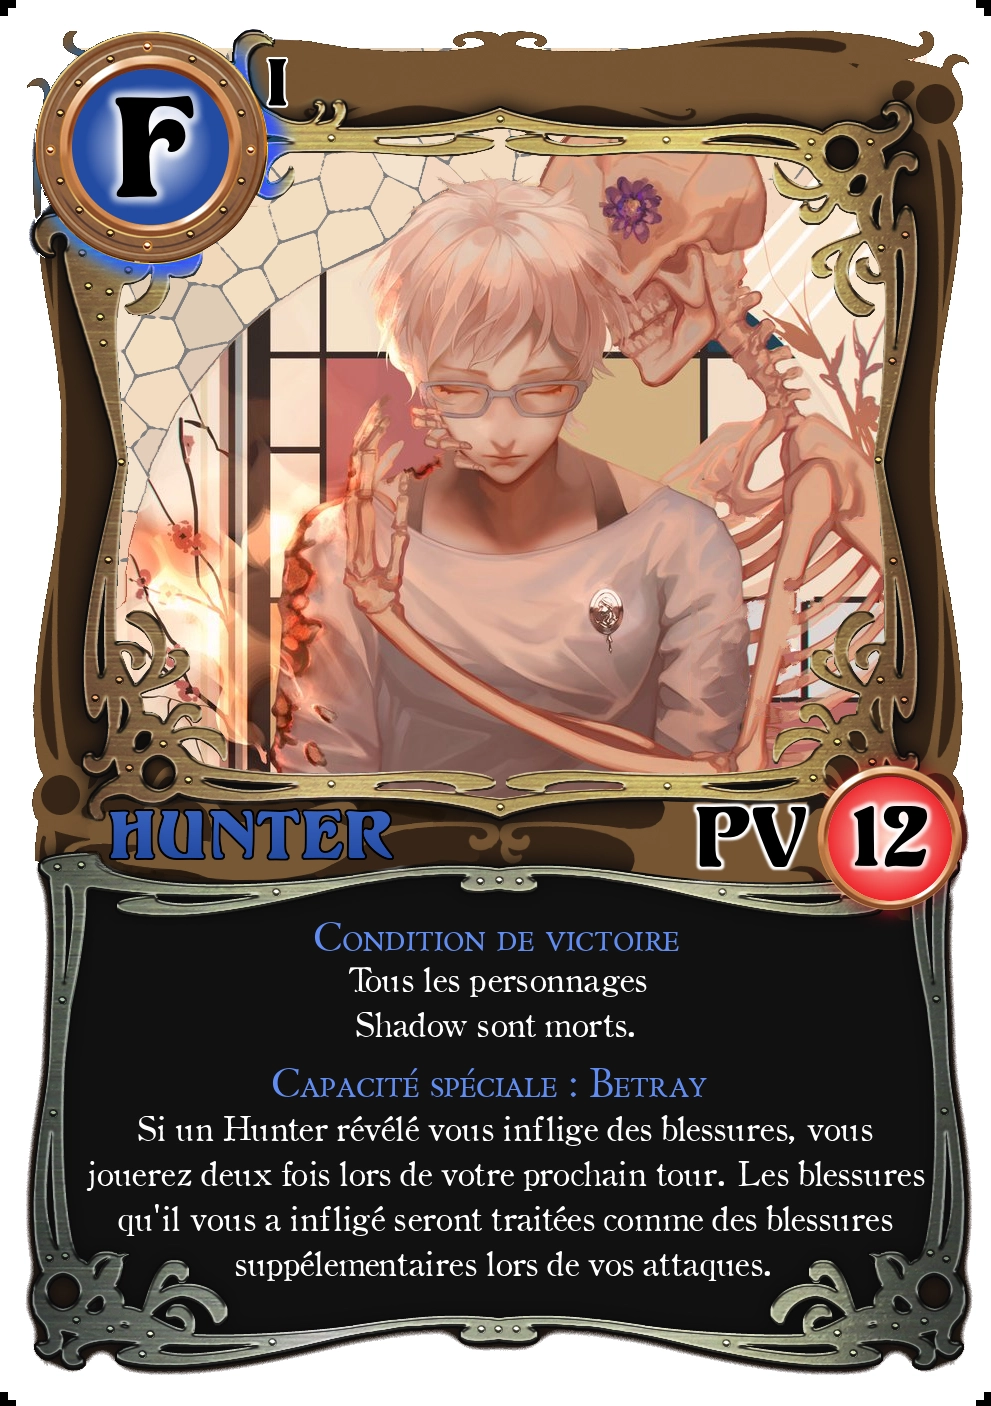 F
I
HUNTER
PV 12
Condition de victoire
Tous les personnages
Shadow sont morts.
Capacité spéciale : Betray
Si un Hunter révélé vous inflige des blessures, vous
jouerez deux fois lors de votre prochain tour. Les blessures
qu'il vous a infligé seront traitées comme des blessures
suppélementaires lors de vos attaques.